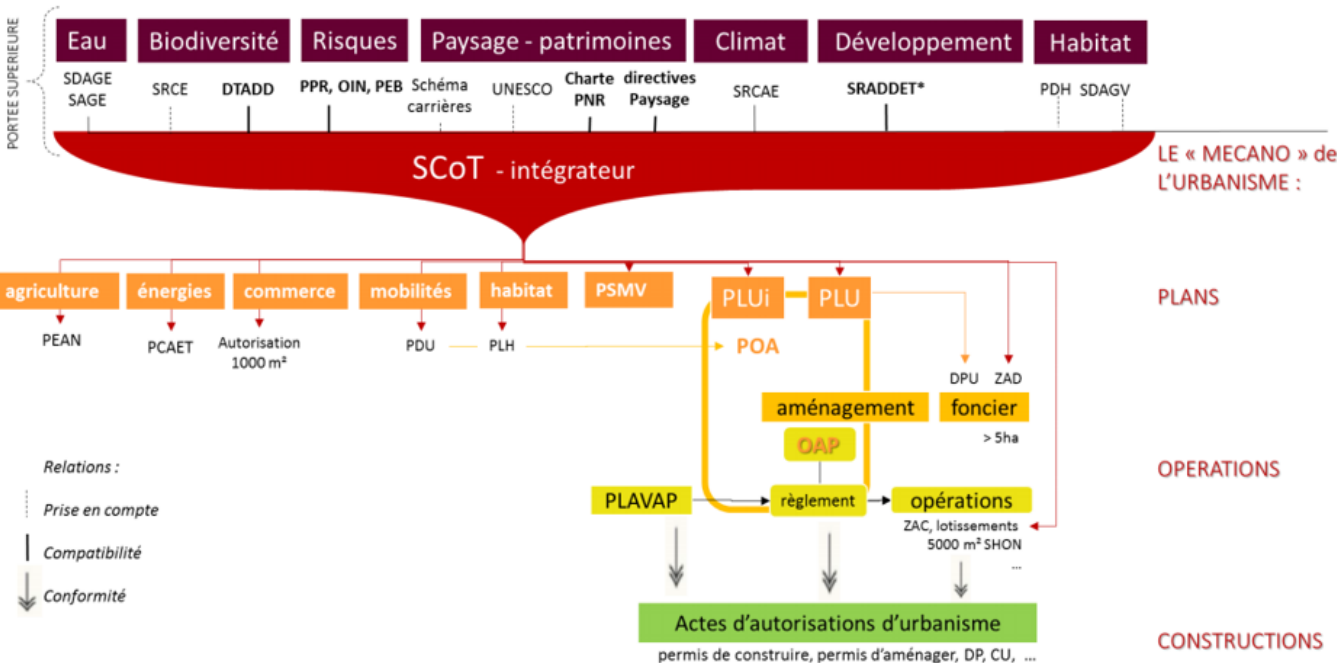 PORTEE SUPERIEURE
Eau Biodiversité Risques Paysage - patrimoines Climat Développement Habitat
SDAGE
SAGE
SRCE
DTADD
PPR, OIN, PEB
Schéma
carrières
UNESCO
Charte
PNR
directives
Paysage
SRCAE
SRADDET*
PDH SDAGV
SCoT - intégrateur
LE « MECANO » de
L'URBANISME :
agriculture énergies commerce mobilités habitat PSMV PLUi PLU
PLANS
PEAN
PCAET
Autorisation
1000 m²
PDU
PLH
POA
DPU ZAD
aménagement foncier
> 5ha
OAP
OPERATIONS
PLAVAP règlement opérations
ZAC, lotissements
5000 m² SHON
...
Relations :
Prise en compte
Compatibilité
Conformité
Actes d'autorisations d'urbanisme
permis de construire, permis d'aménager, DP, CU, ...
CONSTRUCTIONS